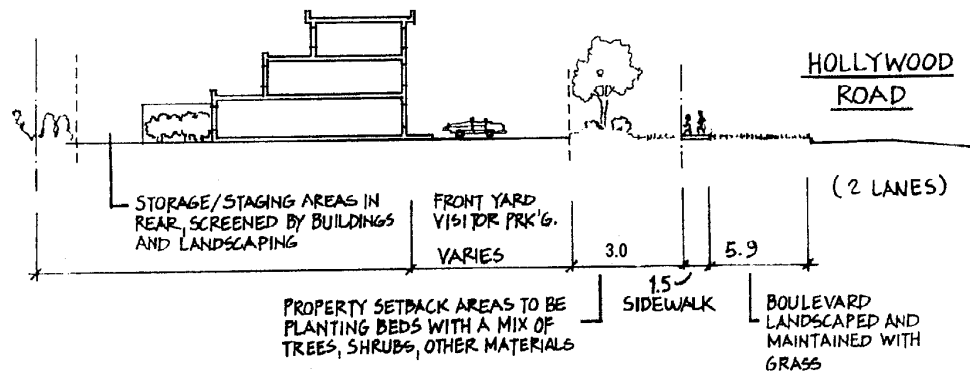 HOLLYWOOD
ROAD
(2 LANES)
STORAGE/STAGING AREAS IN
REAR, SCREENED BY BUILDINGS
AND LANDSCAPING
FRONT YARD
VISITOR PRK'G.
VARIES
3.0
1.5
SIDEWALK
5.9
PROPERTY SETBACK AREAS TO BE
PLANTING BEDS WITH A MIX OF
TREES, SHRUBS, OTHER MATERIALS
BOULEVARD
LANDSCAPED AND
MAINTAINED WITH
GRASS